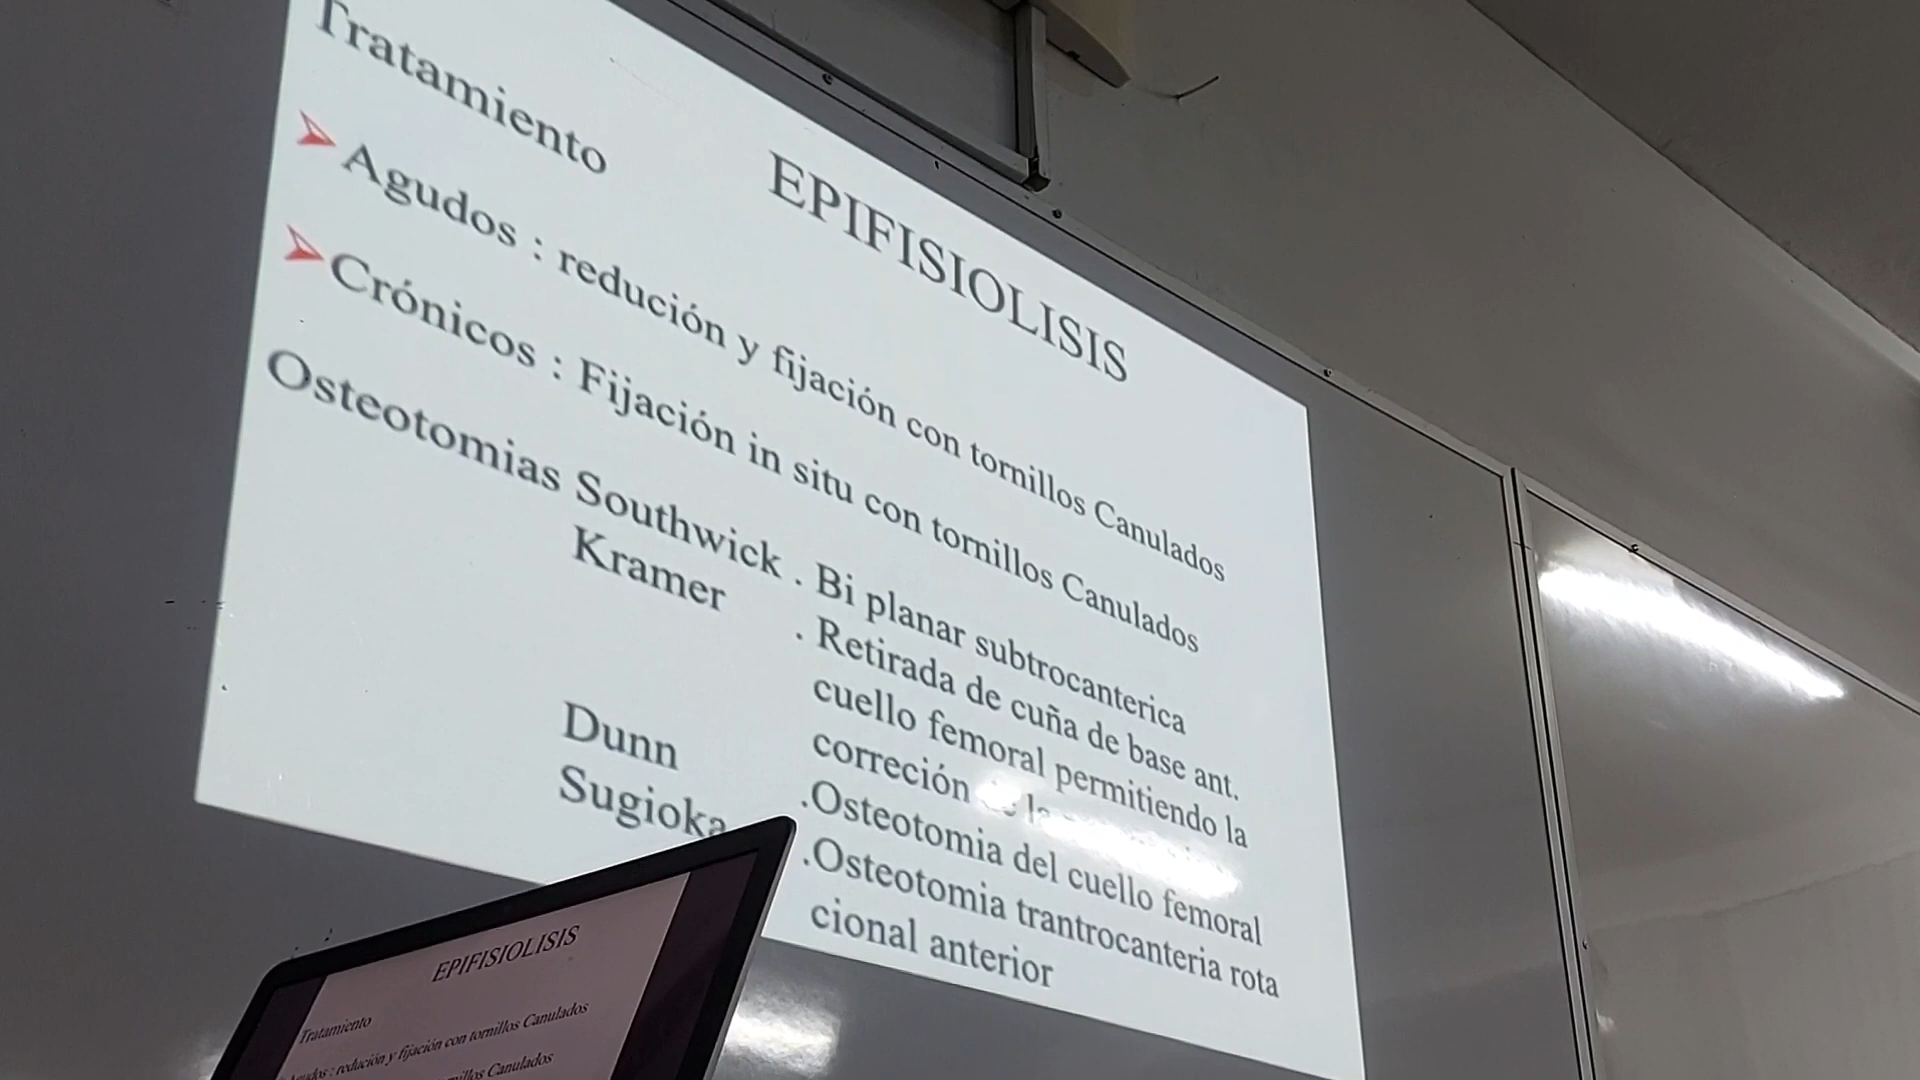 EPIFISIOLISIS
Tratamiento
Agudos : redución y fijación con tornillos Canulados
Crónicos : Fijación in situ con tornillos Canulados
Osteotomias Southwick . Bi planar subtrocanterica
Kramer . Retirada de cuña de base ant.
cuello femoral permitiendo la
correción
Dunn .Osteotomia del cuello femoral
Sugioka .Osteotomia trantrocanteria rota
cional anterior
EPIFISIOLISIS
Tratamiento
Agudos : redución y fijación con tornillos Canulados
tornillos Canulados